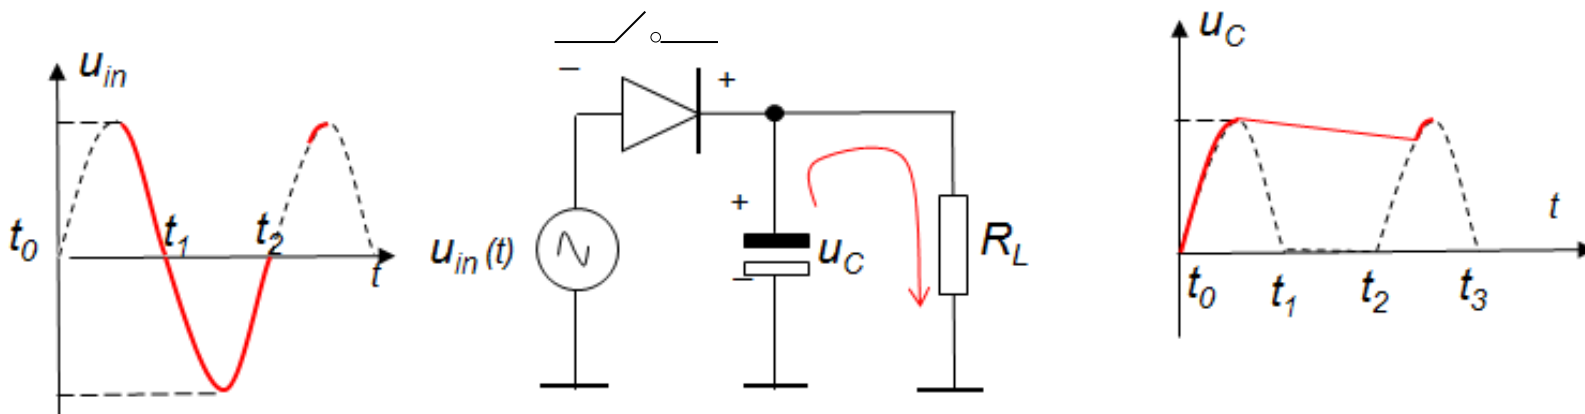 u_in
t_0
t_1
t_2
t
–
+
u_in(t)
+
–
u_C
R_L
u_C
t
t_0
t_1
t_2
t_3